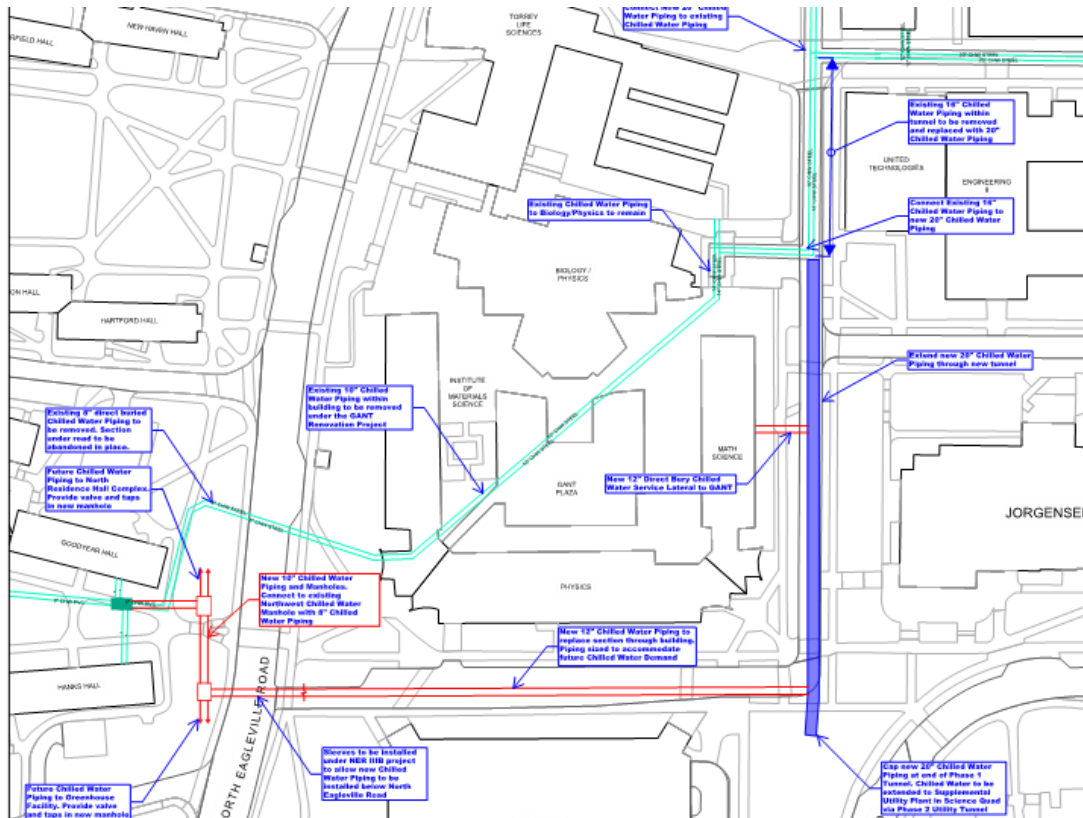 TORREY
LIFE
SCIENCES
NEW HAVEN HALL
RFIELD HALL
Connect New 20" Chilled
Water Piping to existing
Chilled Water Piping
Existing 16" Chilled
Water Piping within
tunnel to be removed
and replaced with 20"
Chilled Water Piping
UNITED
TECHNOLOGIES
ENGINEERING
II
Existing Chilled Water Piping
to Biology/Physics to remain
Connect Existing 16"
Chilled Water Piping to
new 20" Chilled Water
Piping
BIOLOGY /
PHYSICS
ON HALL
HARTFORD HALL
Extend new 20" Chilled Water
Piping through new tunnel
INSTITUTE
OF
MATERIALS
SCIENCE
Existing 10" Chilled
Water Piping within
building to be removed
under the GANT
Renovation Project
Existing 8" direct buried
Chilled Water Piping to
be removed. Section
under road to be
abandoned in place.
MATH
SCIENCE
Future Chilled Water
Piping to North
Residence Hall Complex.
Provide valve and taps
in new manhole
GANT
PLAZA
New 12" Direct Bury Chilled
Water Service Lateral to GANT
JORGENSE
GOODYEAR HALL
New 10" Chilled Water
Piping and Manholes.
Connect to existing
Northwest Chilled Water
Manhole with 8" Chilled
Water Piping
PHYSICS
New 12" Chilled Water Piping to
replace section through building.
Piping sized to accommodate
future Chilled Water Demand
HANKS HALL
ORTH EAGLEVILLE ROAD
Sleeves to be installed
under NER IIIB project
to allow new Chilled
Water Piping to be
installed below North
Eagleville Road
Future Chilled Water
Piping to Greenhouse
Facility. Provide valve
and taps in new manhole
Cap new 20" Chilled Water
Piping at end of Phase 1
Tunnel. Chilled Water to be
extended to Supplemental
Utility Plant in Science Quad
via Phase 2 Utility Tunnel